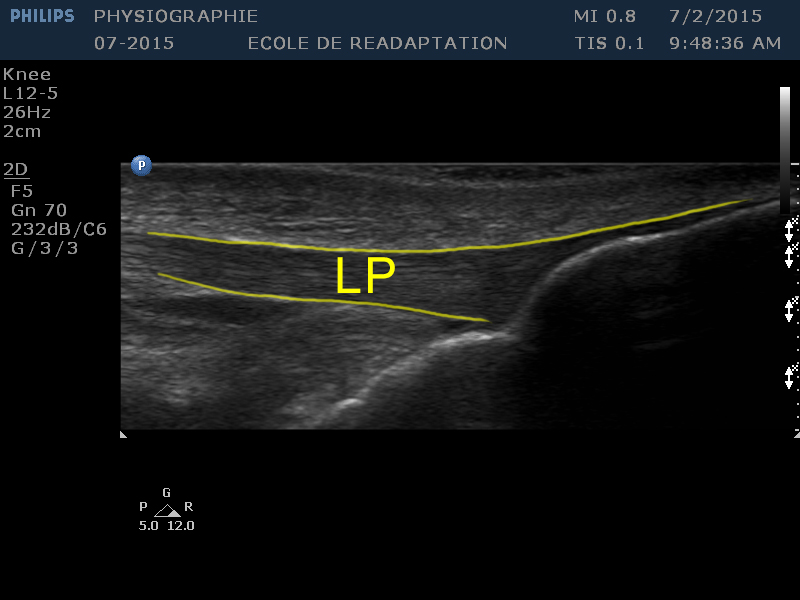 PHILIPS PHYSIOGRAPHIE MI 0.8 7/2/2015
07-2015 ECOLE DE READAPTATION TIS 0.1 9:48:36 AM
Knee
L12-5
26Hz
2cm
2D
F5
Gn 70
232dB/C6
G/3/3
P
LP
G
P R
5.0 12.0